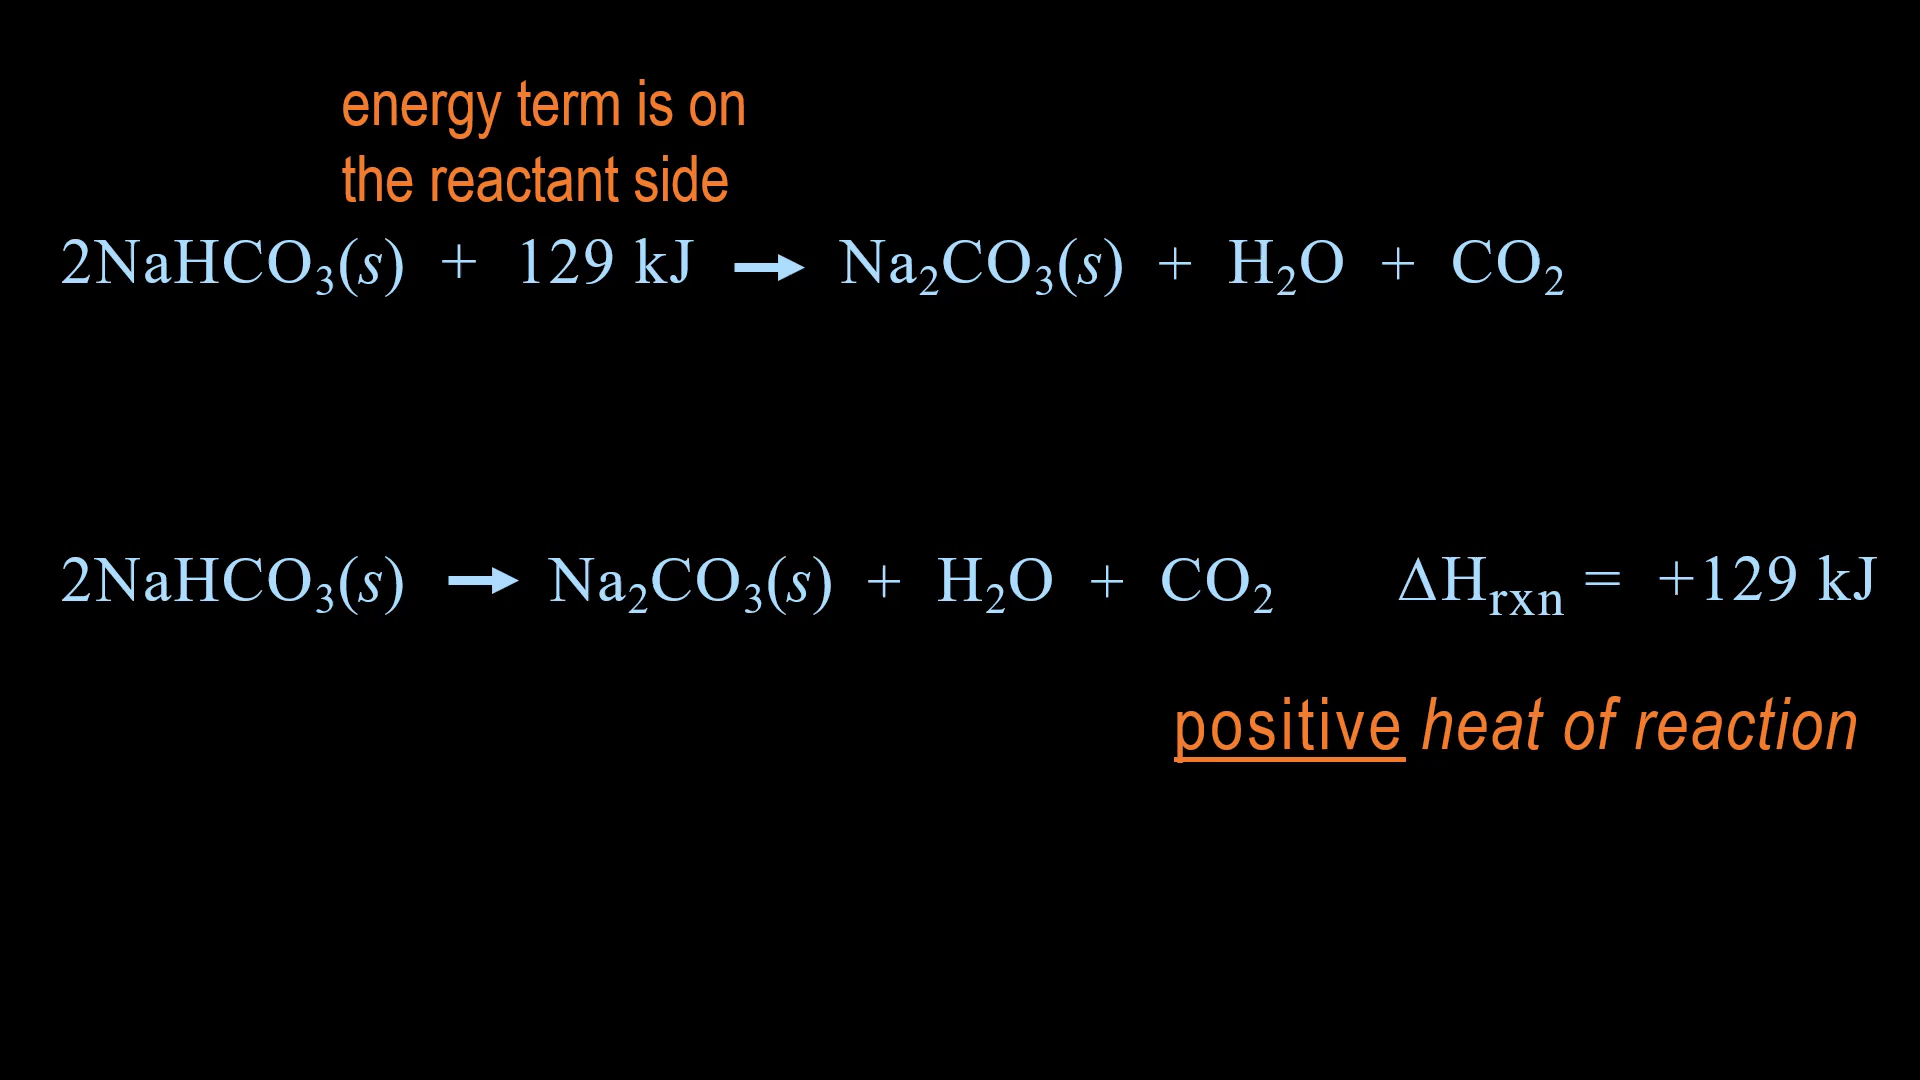 energy term is on
the reactant side
2NaHCO₃(s) + 129 kJ → Na₂CO₃(s) + H₂O + CO₂
2NaHCO₃(s) → Na₂CO₃(s) + H₂O + CO₂ ΔHᵣₓₙ = +129 kJ
positive heat of reaction